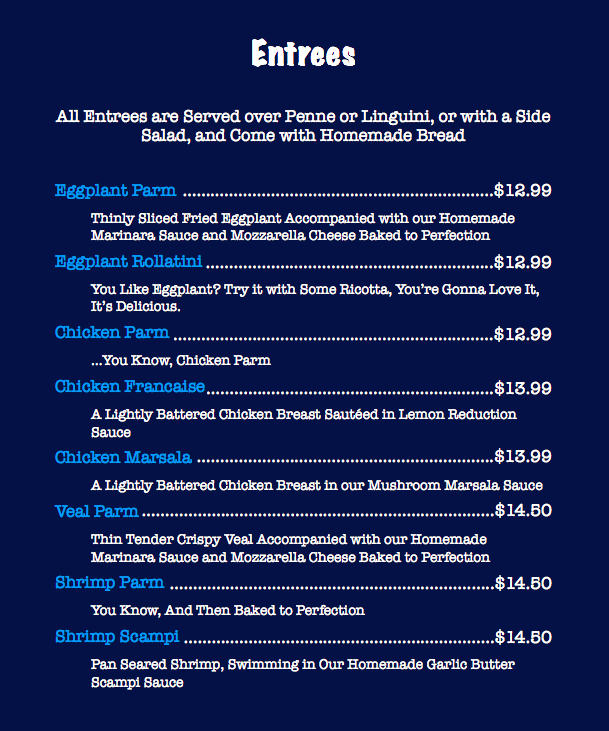 Entrees
All Entrees are Served over Penne or Linguini, or with a Side
Salad, and Come with Homemade Bread
Eggplant Parm ..................................................................$12.99
Thinly Sliced Fried Eggplant Accompanied with our Homemade
Marinara Sauce and Mozzarella Cheese Baked to Perfection
Eggplant Rollatini .............................................................$12.99
You Like Eggplant? Try it with Some Ricotta, You're Gonna Love It,
It's Delicious.
Chicken Parm ....................................................................$12.99
...You Know, Chicken Parm
Chicken Francaise.............................................................$13.99
A Lightly Battered Chicken Breast Sautéed in Lemon Reduction
Sauce
Chicken Marsala ...............................................................$13.99
A Lightly Battered Chicken Breast in our Mushroom Marsala Sauce
Veal Parm ...........................................................................$14.50
Thin Tender Crispy Veal Accompanied with our Homemade
Marinara Sauce and Mozzarella Cheese Baked to Perfection
Shrimp Parm .....................................................................$14.50
You Know, And Then Baked to Perfection
Shrimp Scampi ..................................................................$14.50
Pan Seared Shrimp, Swimming in Our Homemade Garlic Butter
Scampi Sauce